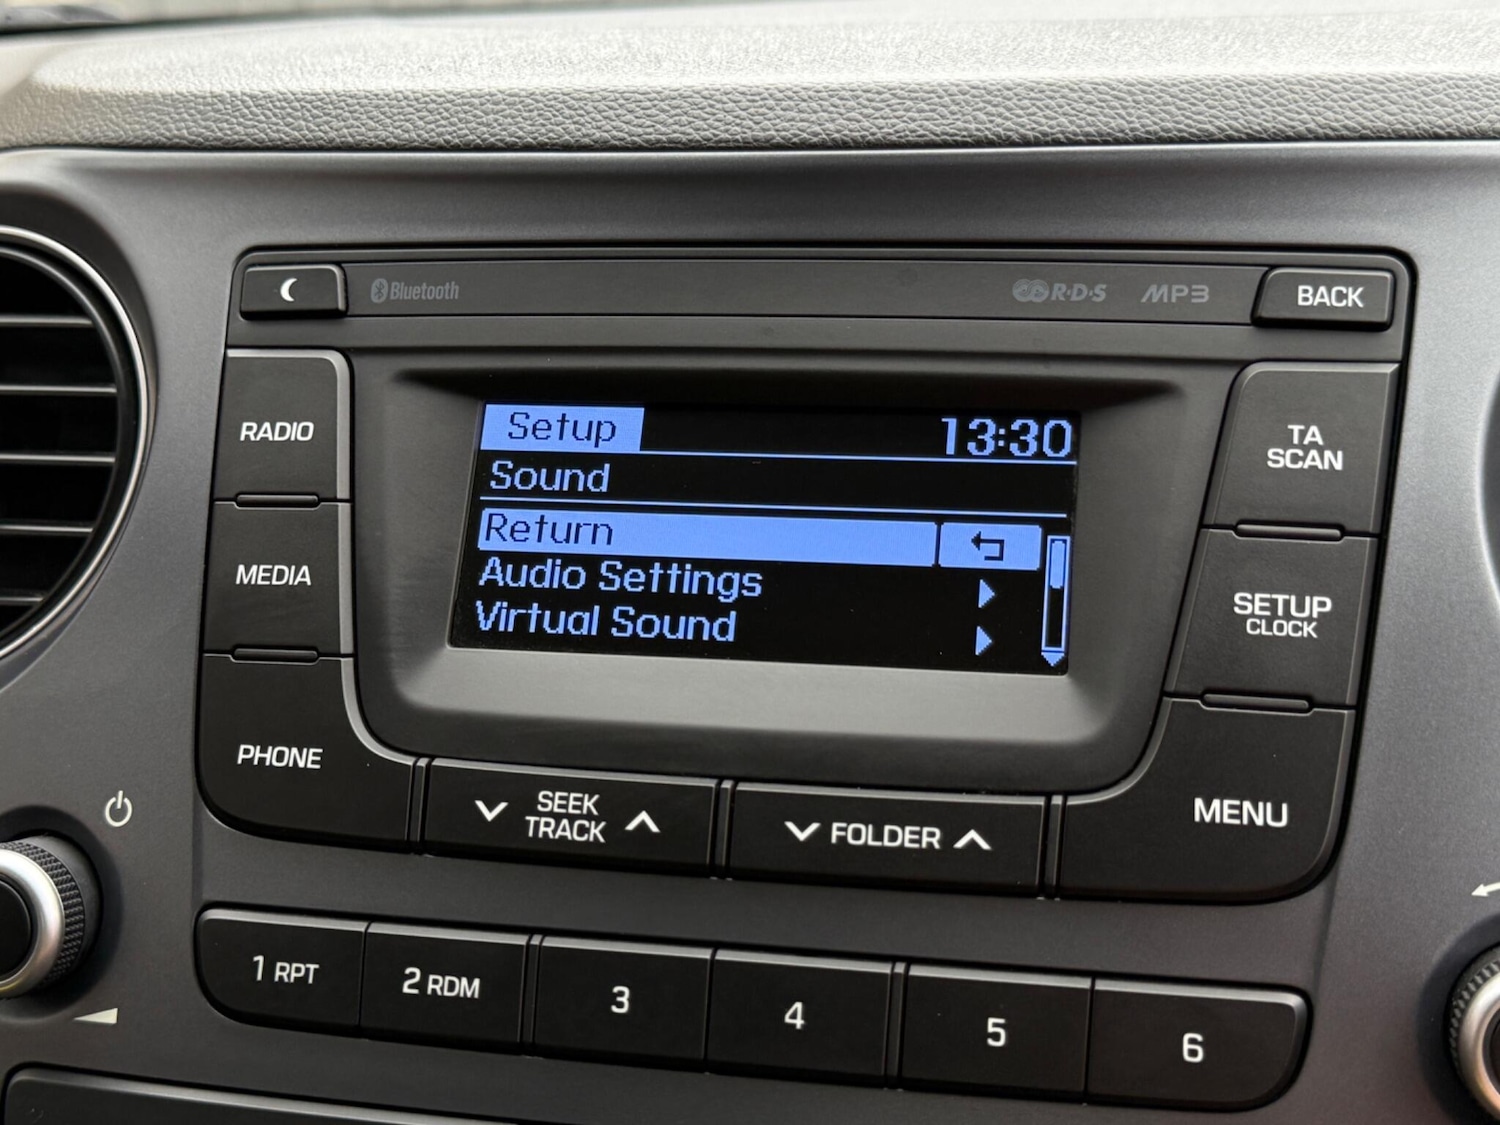 Bluetooth
R·D·S
MP3
BACK
RADIO
MEDIA
PHONE
Setup
13:30
Sound
Return
Audio Settings
Virtual Sound
TA
SCAN
SETUP
CLOCK
MENU
SEEK
TRACK
FOLDER
1 RPT
2 RDM
3
4
5
6